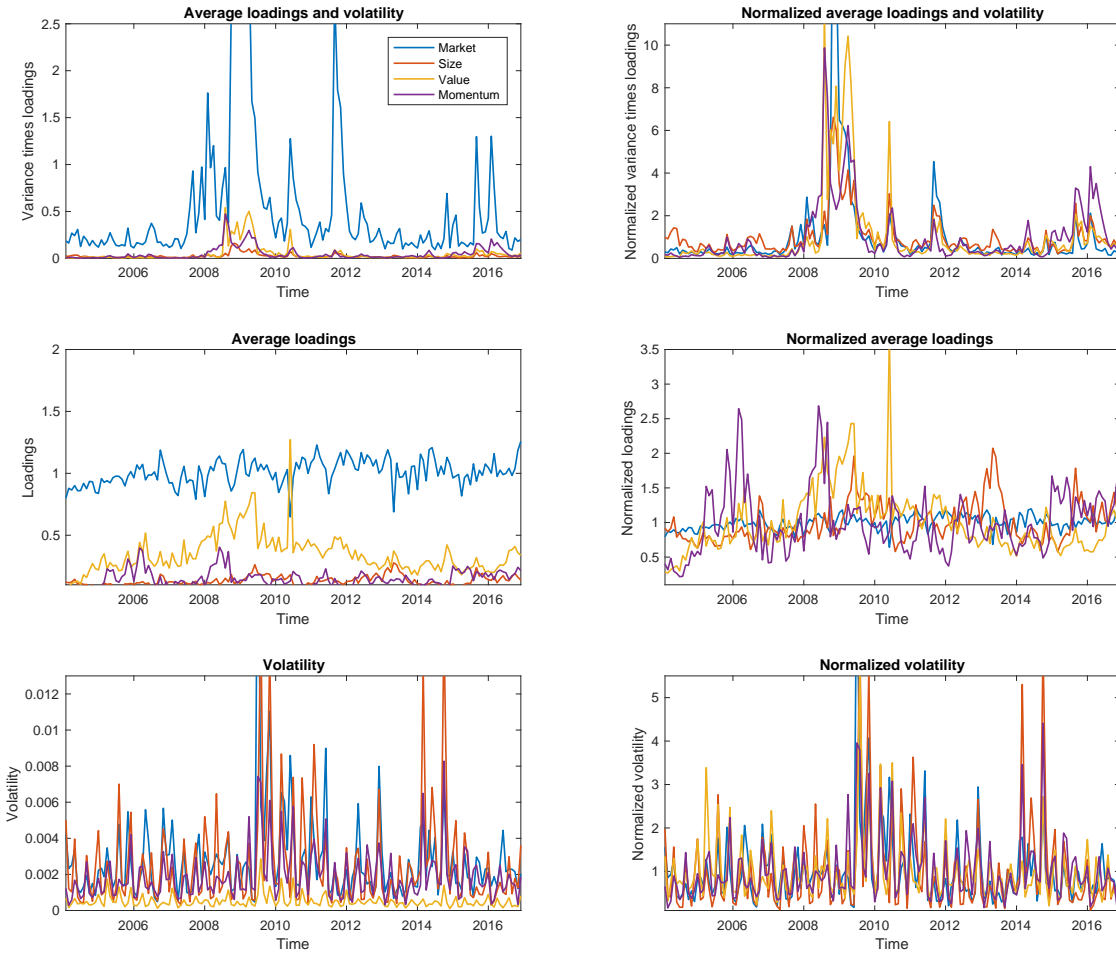 Average loadings and volatility
Variance times loadings
2.5
2
1.5
1
0.5
0
Market
Size
Value
Momentum
2006 2008 2010 2012 2014 2016
Time
Normalized average loadings and volatility
Normalized variance times loadings
10
8
6
4
2
0
2006 2008 2010 2012 2014 2016
Time
Average loadings
Loadings
2
1.5
1
0.5
2006 2008 2010 2012 2014 2016
Time
Normalized average loadings
Normalized loadings
3.5
3
2.5
2
1.5
1
0.5
2006 2008 2010 2012 2014 2016
Time
Volatility
Volatility
0.012
0.01
0.008
0.006
0.004
0.002
0
2006 2008 2010 2012 2014 2016
Time
Normalized volatility
Normalized volatility
5
4
3
2
1
2006 2008 2010 2012 2014 2016
Time